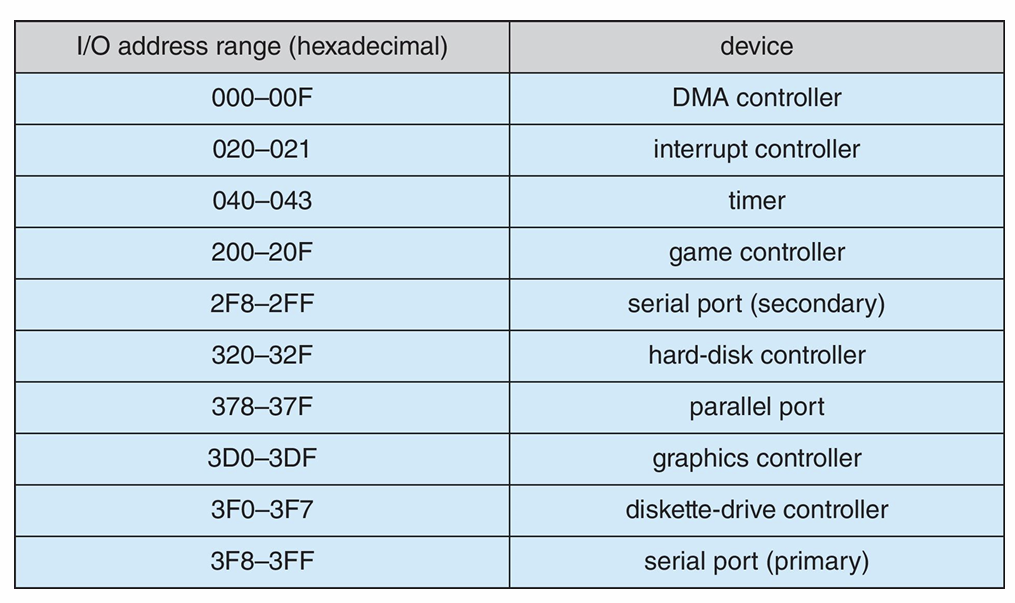 I/O address range (hexadecimal) device
000–00F DMA controller
020–021 interrupt controller
040–043 timer
200–20F game controller
2F8–2FF serial port (secondary)
320–32F hard-disk controller
378–37F parallel port
3D0–3DF graphics controller
3F0–3F7 diskette-drive controller
3F8–3FF serial port (primary)